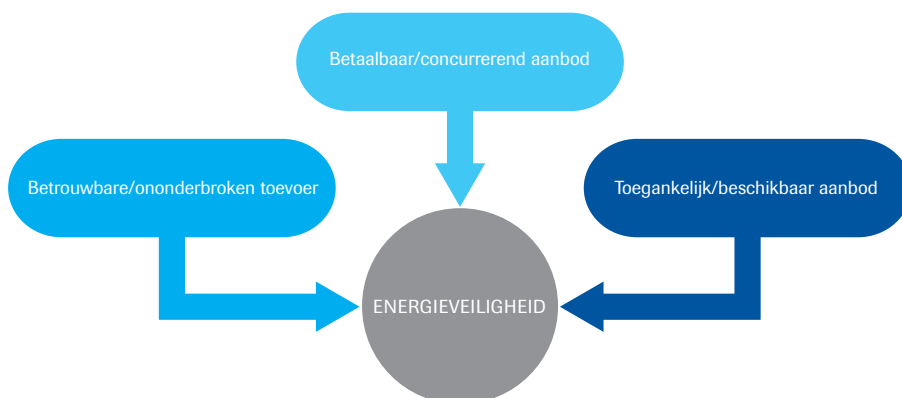 Betaalbaar/concurrerend aanbod
Betrouwbare/ononderbroken toevoer
Toegankelijk/beschikbaar aanbod
ENERGIEVEILIGHEID